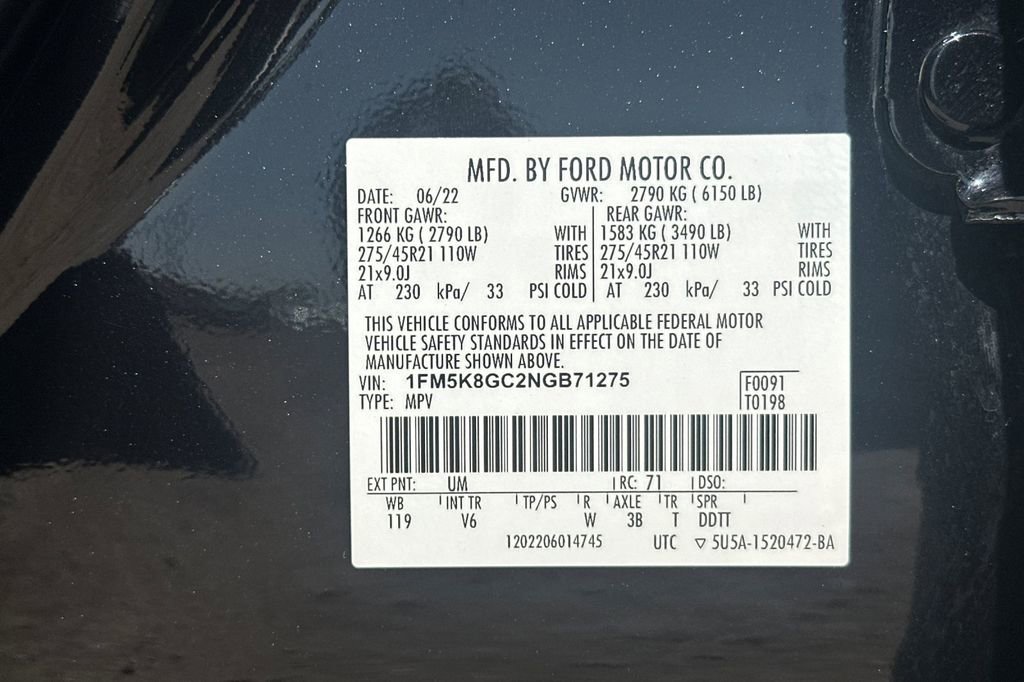 MFD. BY FORD MOTOR CO.
DATE: 06/22 GVWR: 2790 KG ( 6150 LB)
FRONT GAWR: REAR GAWR:
1266 KG ( 2790 LB) WITH 1583 KG ( 3490 LB) WITH
275/45R21 110W TIRES 275/45R21 110W TIRES
21x9.0J RIMS 21x9.0J RIMS
AT 230 kPa/ 33 PSI COLD AT 230 kPa/ 33 PSI COLD
THIS VEHICLE CONFORMS TO ALL APPLICABLE FEDERAL MOTOR
VEHICLE SAFETY STANDARDS IN EFFECT ON THE DATE OF
MANUFACTURE SHOWN ABOVE.
VIN: 1FM5K8GC2NGB71275 F0091
TYPE: MPV T0198
EXT PNT: UM RC: 71 DSO:
WB INT TR TP/PS R AXLE TR SPR
119 V6 W 3B T DDTT
1202206014745 UTC ▽ 5U5A-1520472-BA